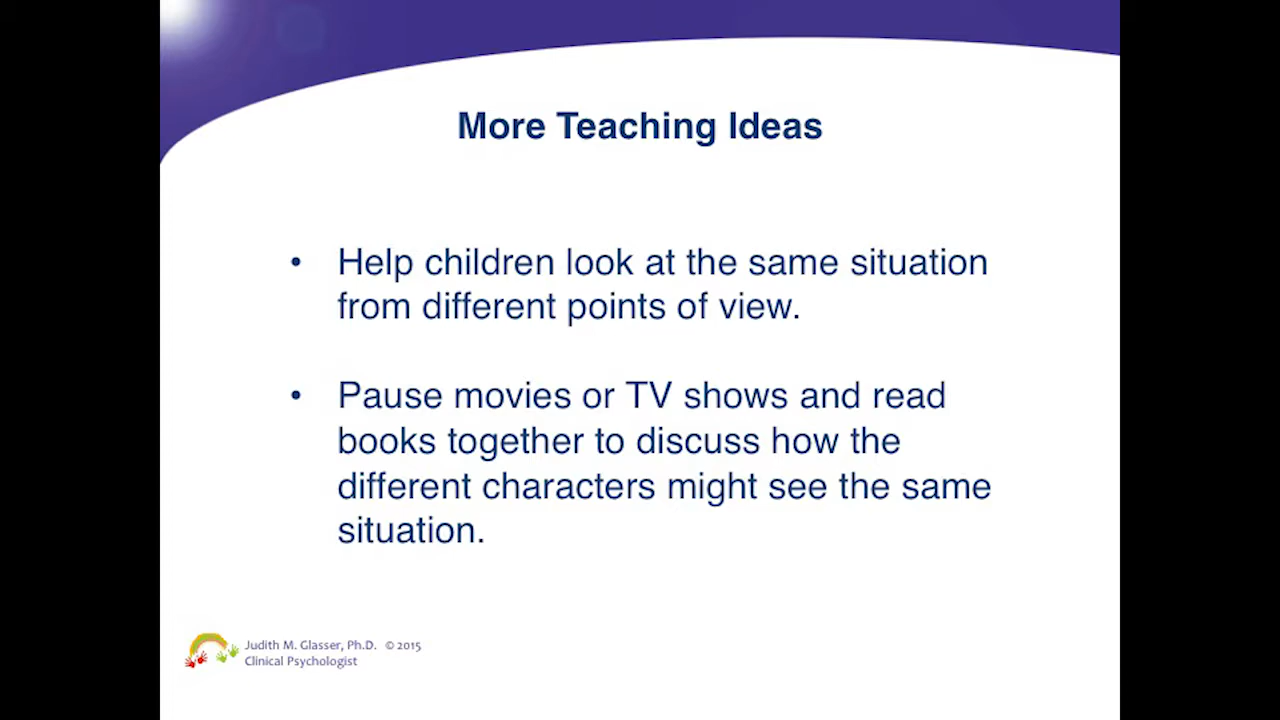 More Teaching Ideas
• Help children look at the same situation
from different points of view.
• Pause movies or TV shows and read
books together to discuss how the
different characters might see the same
situation.
Judith M. Glasser, Ph.D. © 2015
Clinical Psychologist